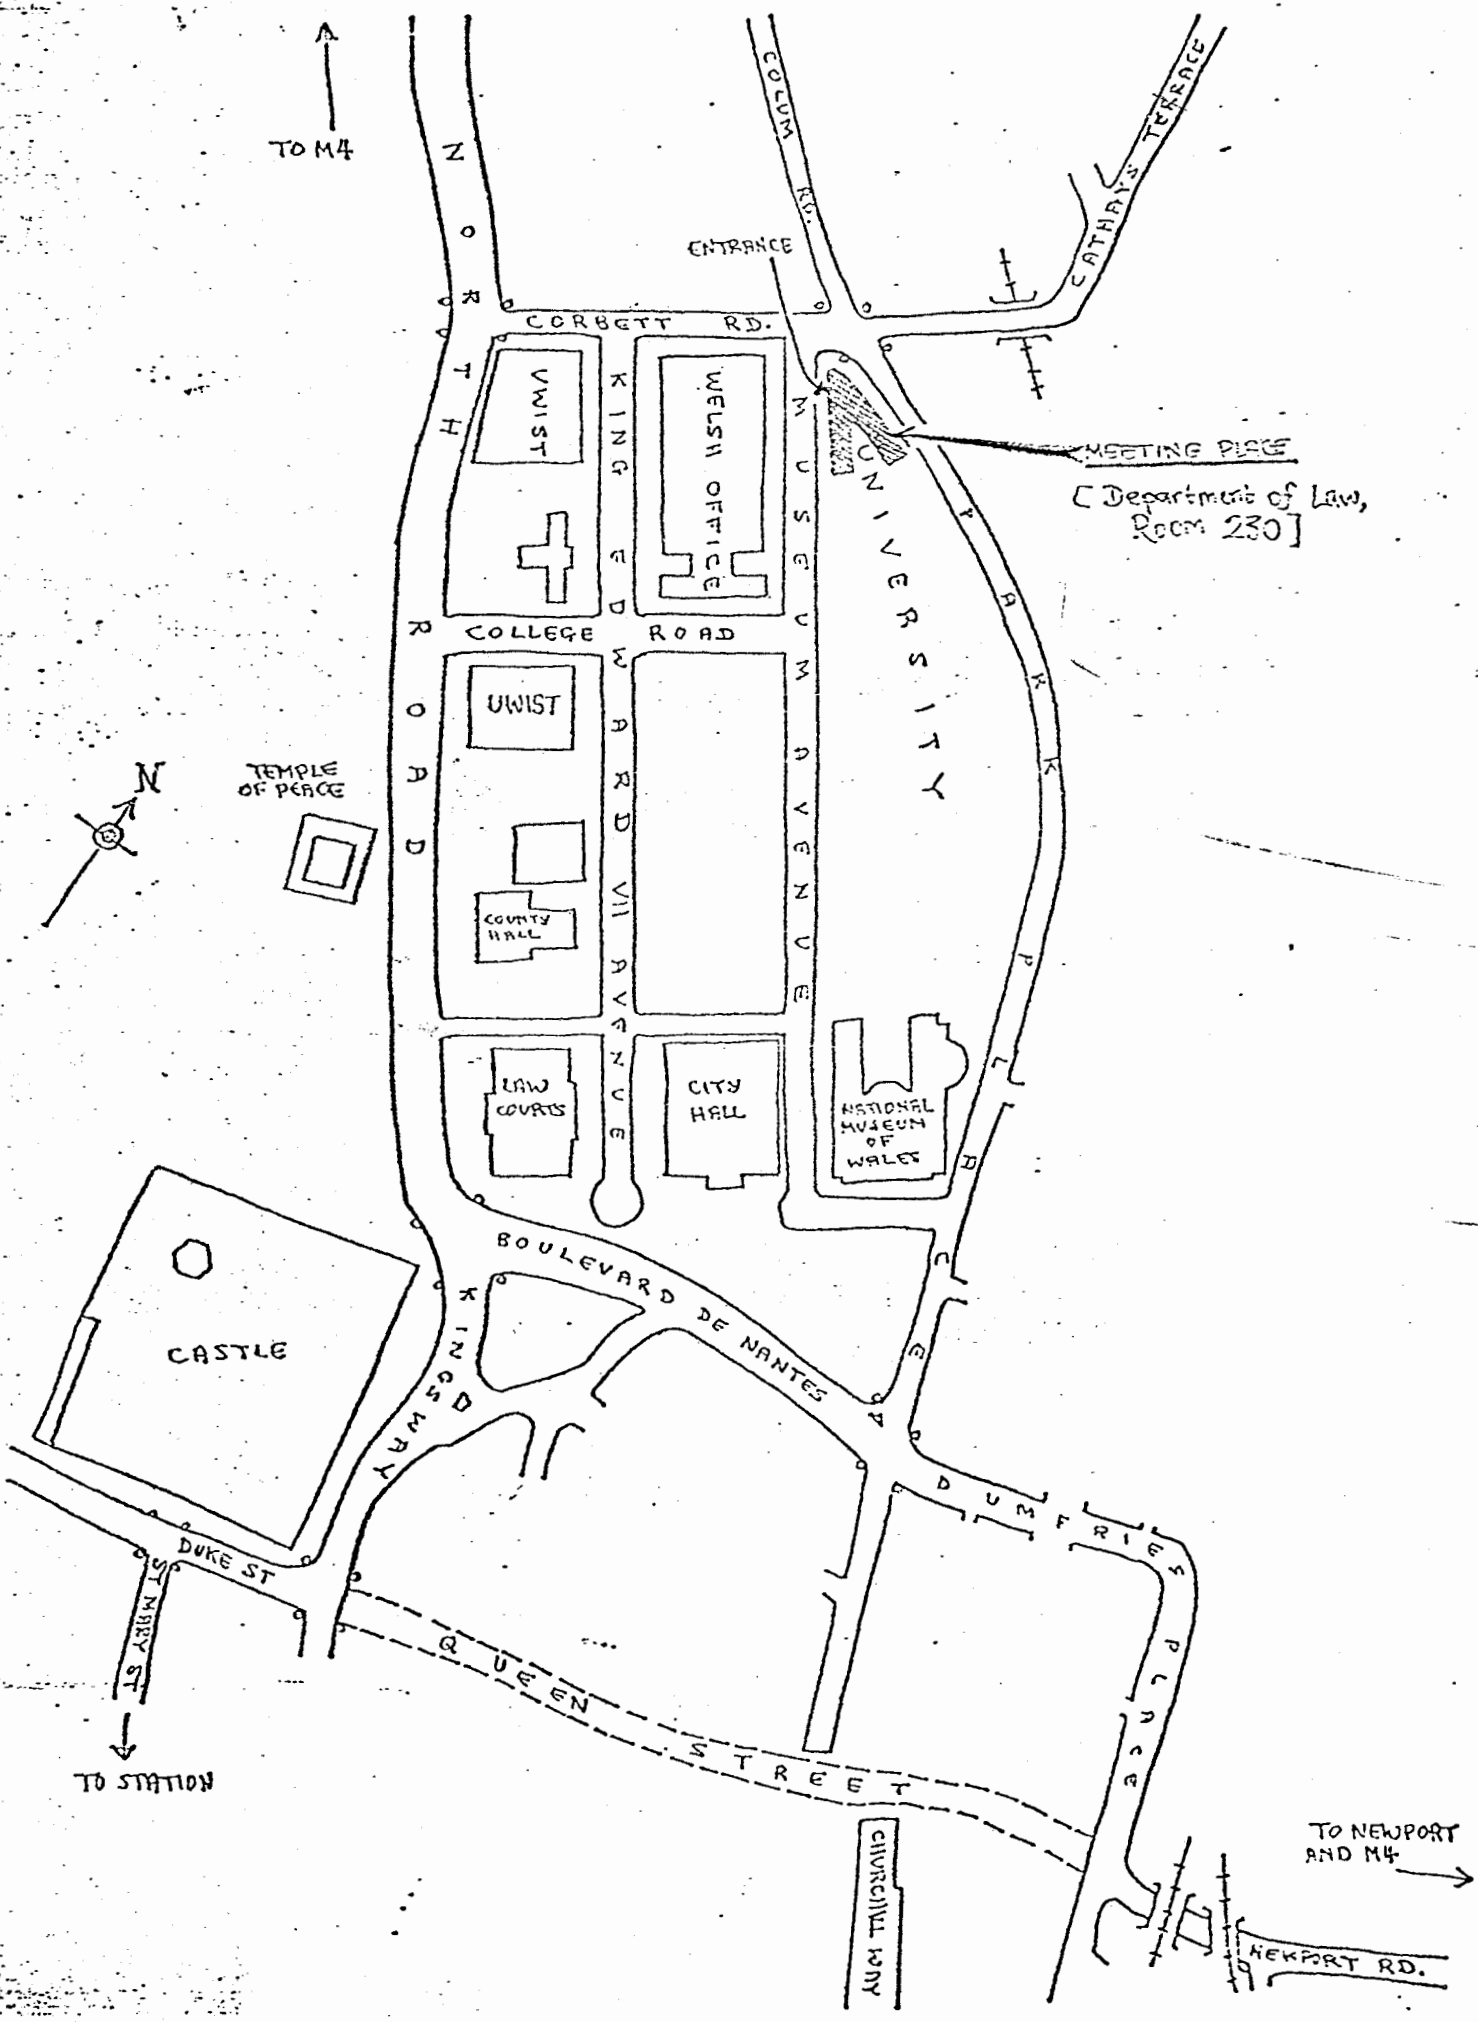 TO M4
NORTH ROAD
COLUM RD.
CATHAYS TERRACE
ENTRANCE
CORBETT RD.
UWIST
KING EDWARD VII AVENUE
WELSH OFFICE
MUSEUM AVENUE
UNIVERSITY
MEETING PLACE
[Department of Law,
Room 230]
PARK PLACE
COLLEGE ROAD
UWIST
N
TEMPLE
OF PEACE
COUNTY
HALL
LAW
COURTS
CITY
HALL
NATIONAL
MUSEUM
OF
WALES
BOULEVARD DE NANTES
KINGSWAY
CASTLE
DUMFRIES PLACE
DUKE ST
ST MARY ST
QUEEN STREET
TO STATION
CHURCHILL WAY
TO NEWPORT
AND M4
NEWPORT RD.